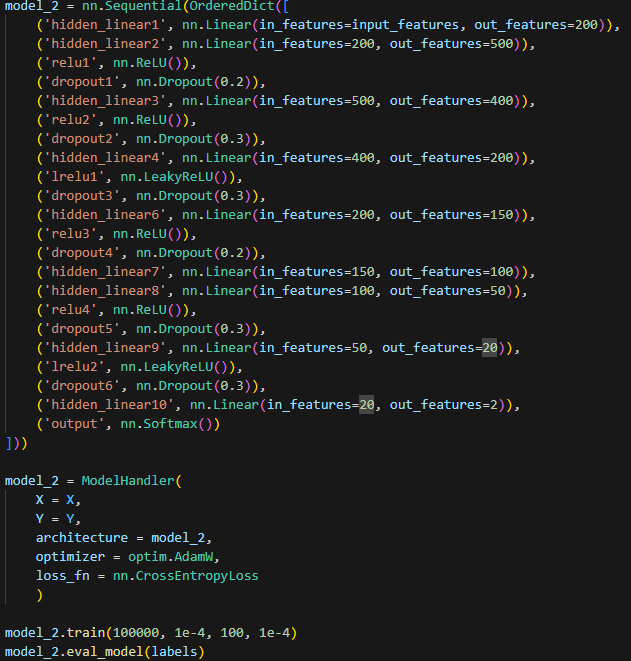 model_2 = nn.Sequential(OrderedDict([
    ('hidden_linear1', nn.Linear(in_features=input_features, out_features=200)),
    ('hidden_linear2', nn.Linear(in_features=200, out_features=500)),
    ('relu1', nn.ReLU()),
    ('dropout1', nn.Dropout(0.2)),
    ('hidden_linear3', nn.Linear(in_features=500, out_features=400)),
    ('relu2', nn.ReLU()),
    ('dropout2', nn.Dropout(0.3)),
    ('hidden_linear4', nn.Linear(in_features=400, out_features=200)),
    ('lrelu1', nn.LeakyReLU()),
    ('dropout3', nn.Dropout(0.3)),
    ('hidden_linear6', nn.Linear(in_features=200, out_features=150)),
    ('relu3', nn.ReLU()),
    ('dropout4', nn.Dropout(0.2)),
    ('hidden_linear7', nn.Linear(in_features=150, out_features=100)),
    ('hidden_linear8', nn.Linear(in_features=100, out_features=50)),
    ('relu4', nn.ReLU()),
    ('dropout5', nn.Dropout(0.3)),
    ('hidden_linear9', nn.Linear(in_features=50, out_features=20)),
    ('lrelu2', nn.LeakyReLU()),
    ('dropout6', nn.Dropout(0.3)),
    ('hidden_linear10', nn.Linear(in_features=20, out_features=2)),
    ('output', nn.Softmax())
]))

model_2 = ModelHandler(
    X = X,
    Y = Y,
    architecture = model_2,
    optimizer = optim.AdamW,
    loss_fn = nn.CrossEntropyLoss
    )

model_2.train(100000, 1e-4, 100, 1e-4)
model_2.eval_model(labels)